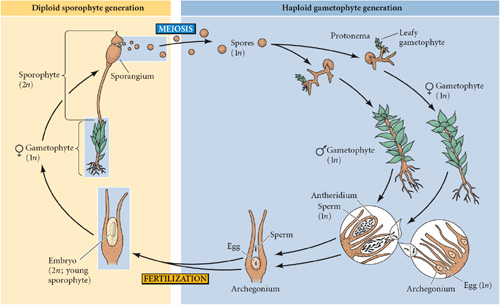 Diploid sporophyte generation
Haploid gametophyte generation
MEIOSIS
Spores
(1n)
Protonema
Leafy
gametophyte
Sporangium
Sporophyte
(2n)
♀ Gametophyte
(1n)
♀ Gametophyte
(1n)
♂ Gametophyte
(1n)
Antheridium
Sperm
(1n)
Egg
Sperm
Archegonium
Archegonium
Egg (1n)
Embryo
(2n; young
sporophyte)
FERTILIZATION